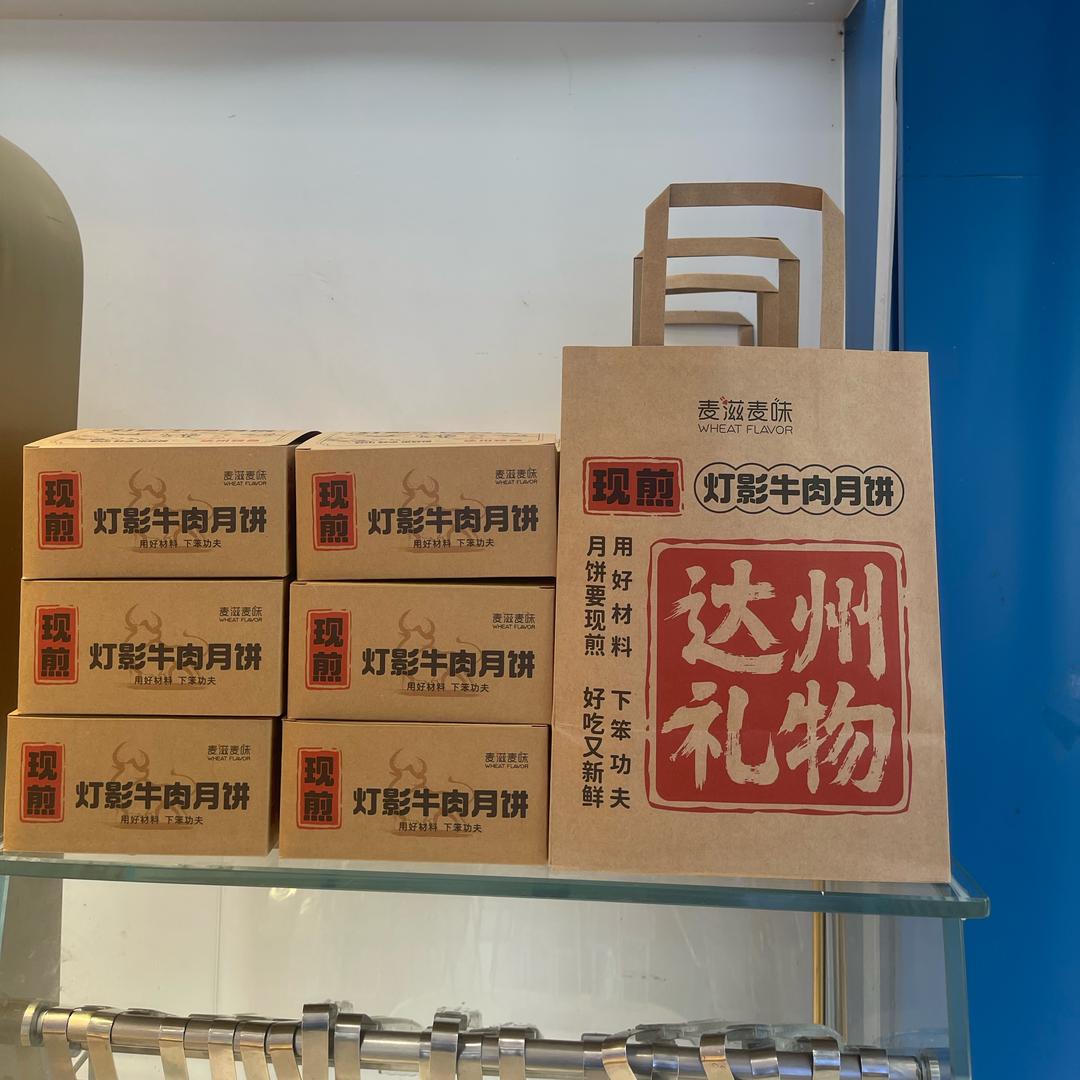 麦滋麦味
WHEAT FLAVOR
现煎
灯影牛肉月饼
用好材料 下笨功夫
麦滋麦味
WHEAT FLAVOR
现煎
灯影牛肉月饼
用好材料 下笨功夫
麦滋麦味
WHEAT FLAVOR
现煎
灯影牛肉月饼
用好材料 下笨功夫
麦滋麦味
WHEAT FLAVOR
现煎
灯影牛肉月饼
用好材料 下笨功夫
麦滋麦味
WHEAT FLAVOR
现煎
灯影牛肉月饼
用好材料 下笨功夫
麦滋麦味
WHEAT FLAVOR
现煎
灯影牛肉月饼
用好材料 下笨功夫
麦滋麦味
WHEAT FLAVOR
现煎 灯影牛肉月饼
用好材料 下笨功夫
月饼要现煎 好吃又新鲜
达州
礼物